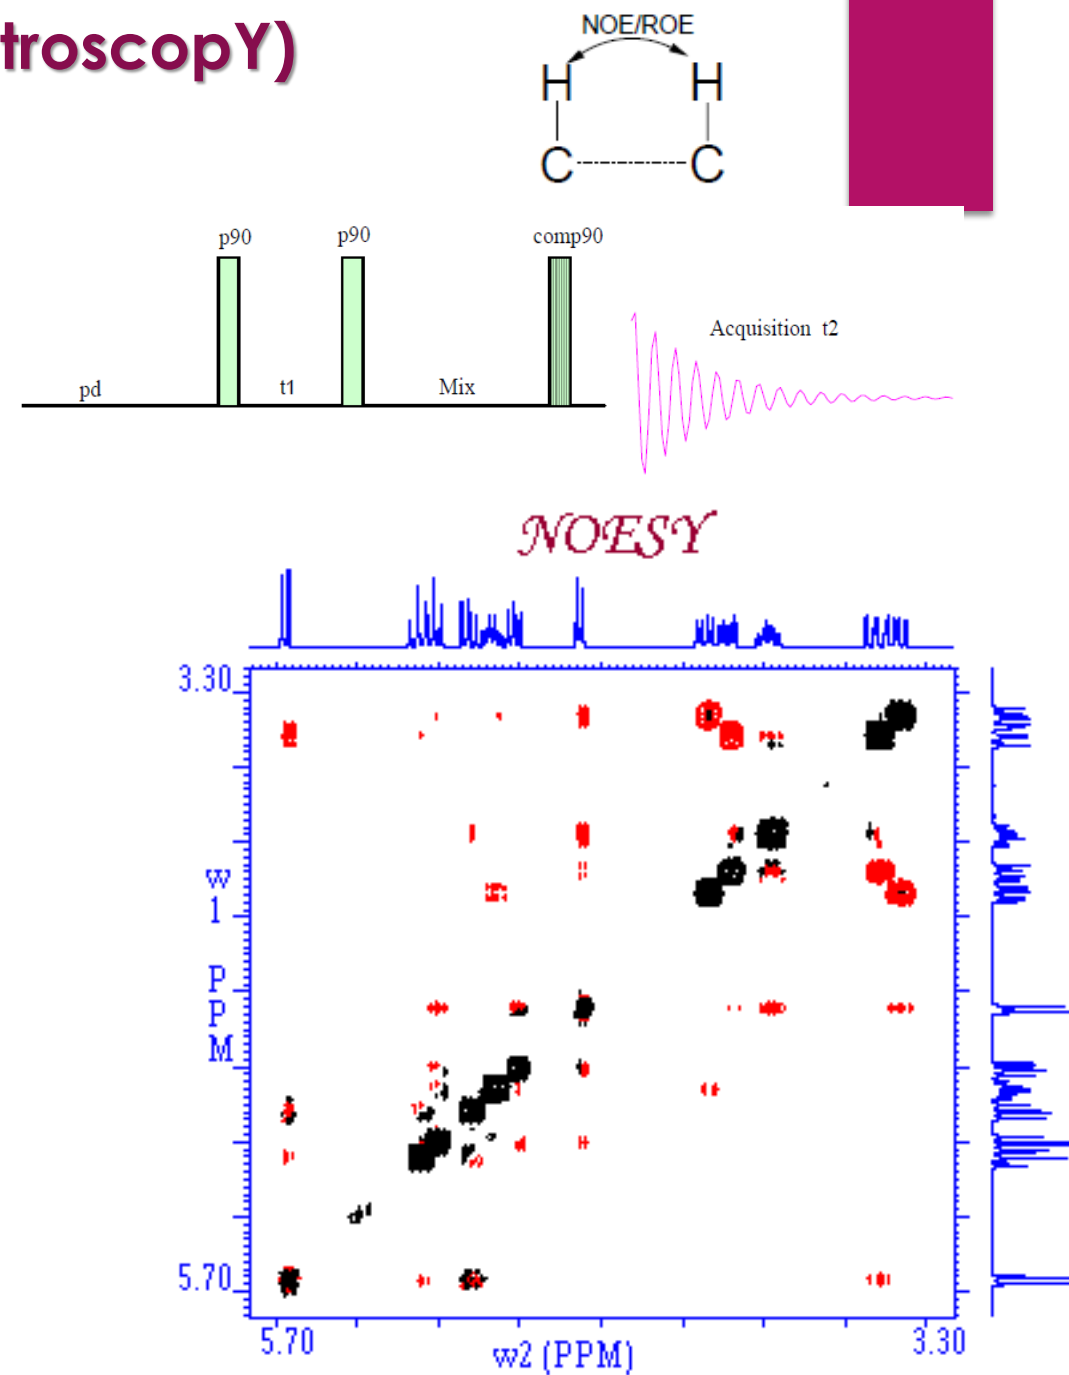 troscopY)
NOE/ROE
H H
C C
p90 p90 comp90
Acquisition t2
pd t1 Mix
NOESY
3.30
w
1
P
P
M
5.70
5.70 3.30
w2 (PPM)